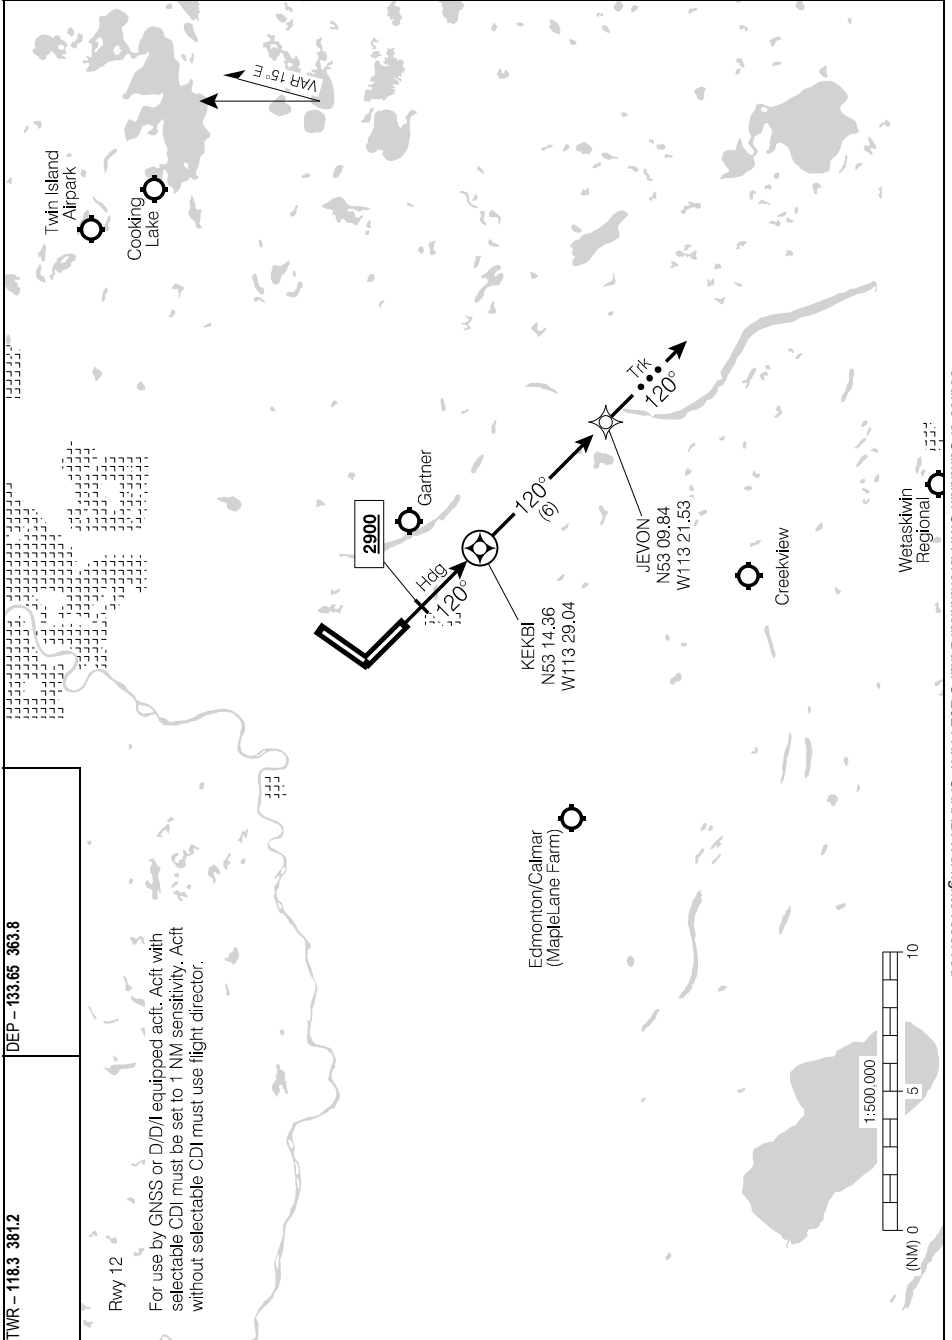 TWR – 118.3 381.2
DEP – 133.65 363.8
Rwy 12
For use by GNSS or D/D/I equipped acft. Acft with
selectable CDI must be set to 1 NM sensitivity. Acft
without selectable CDI must use flight director.
Twin Island
Airpark
Cooking
Lake
VAR 15° E
2900
Gartner
Hdg
120°
KEKBI
N53 14.36
W113 29.04
120°
(6)
JEVON
N53 09.84
W113 21.53
Trk
120°
Creekview
Wetaskiwin
Regional
Edmonton/Calmar
(MapleLane Farm)
1:500,000
(NM) 0
5
10